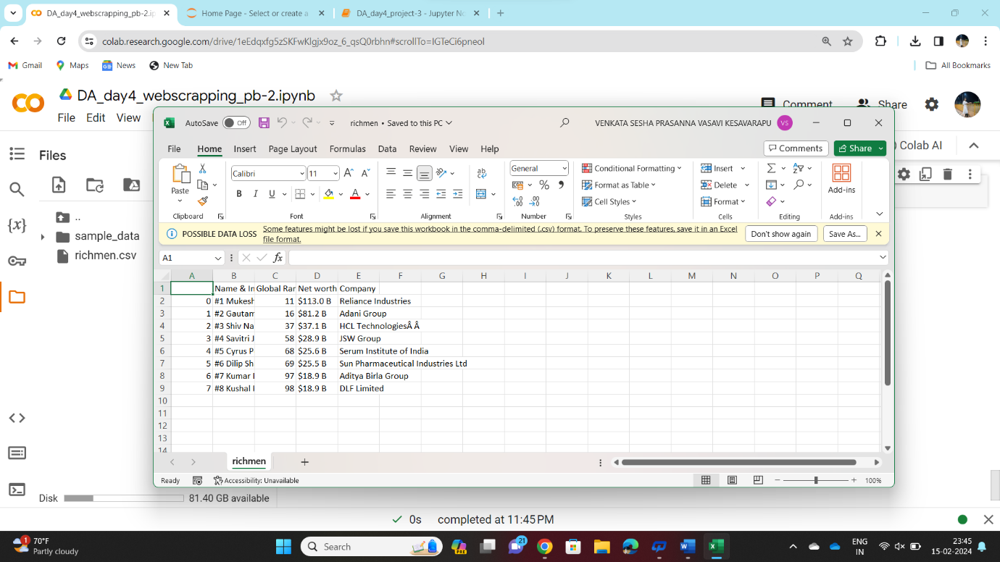 DA_day4_webscrapping_pb-2.ip
Home Page - Select or create a
DA_day4_project-3 - Jupyter No
colab.research.google.com/drive/1eEdqxfg5zSKFwKlgjx9oz_6_qsQ0rbhn#scrollTo=IGTeCi6pneol
Gmail Maps News New Tab All Bookmarks
DA_day4_webscrapping_pb-2.ipynb
File Edit View
Comment Share
Colab AI
Files
..
sample_data
richmen.csv
Disk 81.40 GB available
AutoSave Off richmen • Saved to this PC VENKATA SESHA PRASANNA VASAVI KESAVARAPU VS
File Home Insert Page Layout Formulas Data Review View Help Comments Share
Paste Calibri 11 General Conditional Formatting Insert
B I U Format as Table Delete Add-ins
Cell Styles Format
Clipboard Font Alignment Number Styles Cells Editing Add-ins
POSSIBLE DATA LOSS Some features might be lost if you save this workbook in the comma-delimited (.csv) format. To preserve these features, save it in an Excel
file format. Don't show again Save As...
A1 fx
A B C D E F G H I J K L M N O P Q
1 Name & In Global Ran Net worth Company
2 0 #1 Mukesh 11 $113.0 B Reliance Industries
3 1 #2 Gautam 16 $81.2 B Adani Group
4 2 #3 Shiv Na 37 $37.1 B HCL TechnologiesÂ Â
5 3 #4 Savitri J 58 $28.9 B JSW Group
6 4 #5 Cyrus P 68 $25.6 B Serum Institute of India
7 5 #6 Dilip Sh 69 $25.5 B Sun Pharmaceutical Industries Ltd
8 6 #7 Kumar 97 $18.9 B Aditya Birla Group
9 7 #8 Kushal 98 $18.9 B DLF Limited
10
11
12
13
14
richmen
Ready Accessibility: Unavailable 100%
0s completed at 11:45 PM
1 70°F
Partly cloudy
Search
PRE
21
ENG
IN
23:45
15-02-2024